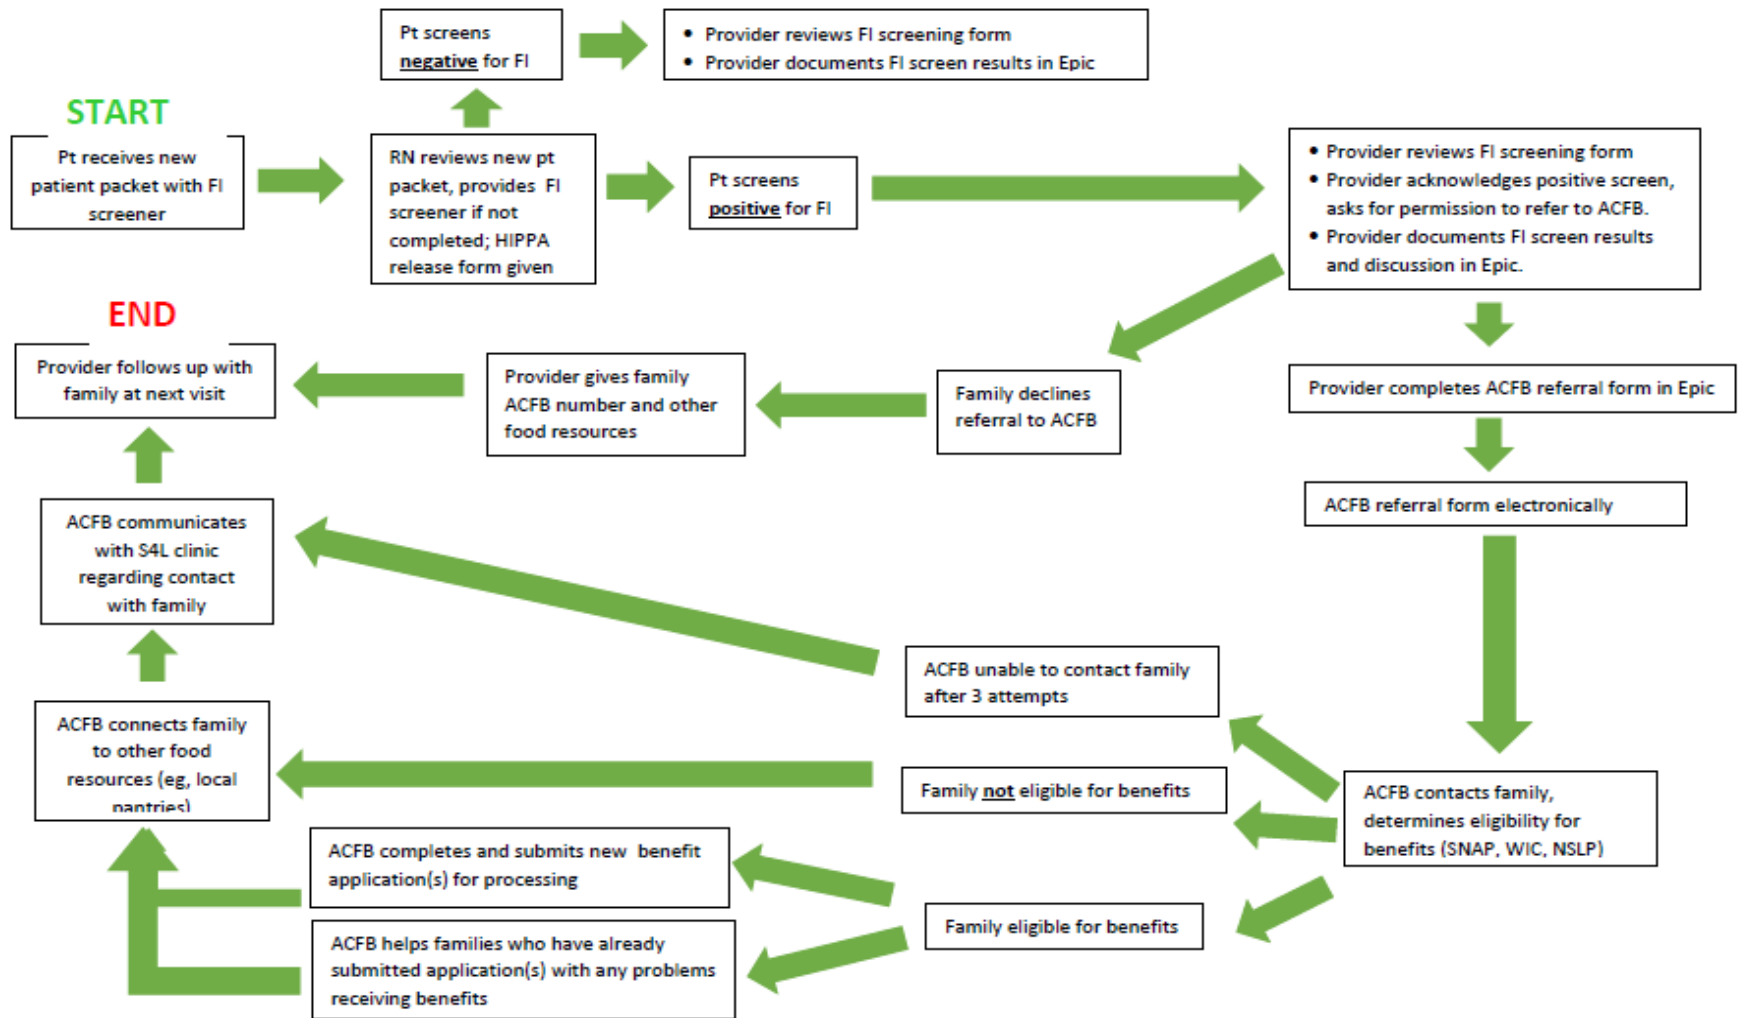 Pt screens
negative for FI
• Provider reviews FI screening form
• Provider documents FI screen results in Epic
START
Pt receives new
patient packet with FI
screener
RN reviews new pt
packet, provides FI
screener if not
completed; HIPPA
release form given
Pt screens
positive for FI
• Provider reviews FI screening form
• Provider acknowledges positive screen,
asks for permission to refer to ACFB.
• Provider documents FI screen results
and discussion in Epic.
END
Provider follows up with
family at next visit
Provider gives family
ACFB number and other
food resources
Family declines
referral to ACFB
Provider completes ACFB referral form in Epic
ACFB referral form electronically
ACFB communicates
with S4L clinic
regarding contact
with family
ACFB unable to contact family
after 3 attempts
ACFB connects family
to other food
resources (eg, local
pantries)
Family not eligible for benefits
ACFB contacts family,
determines eligibility for
benefits (SNAP, WIC, NSLP)
ACFB completes and submits new benefit
application(s) for processing
Family eligible for benefits
ACFB helps families who have already
submitted application(s) with any problems
receiving benefits